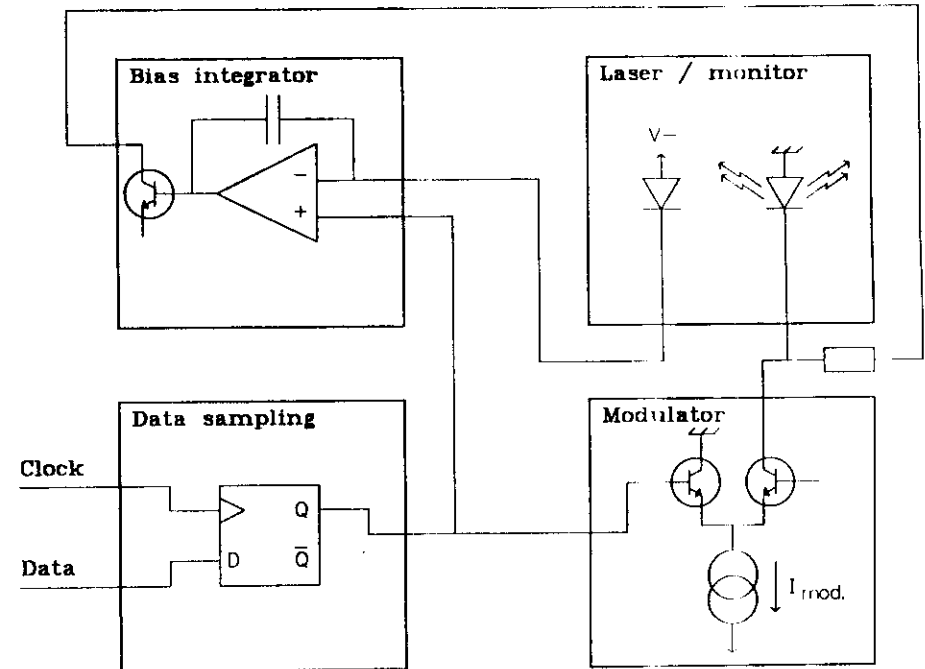 Bias integrator
Laser / monitor
V-
-
+
Data sampling
Modulator
Clock
Q
Data
D
Q̅
I mod.